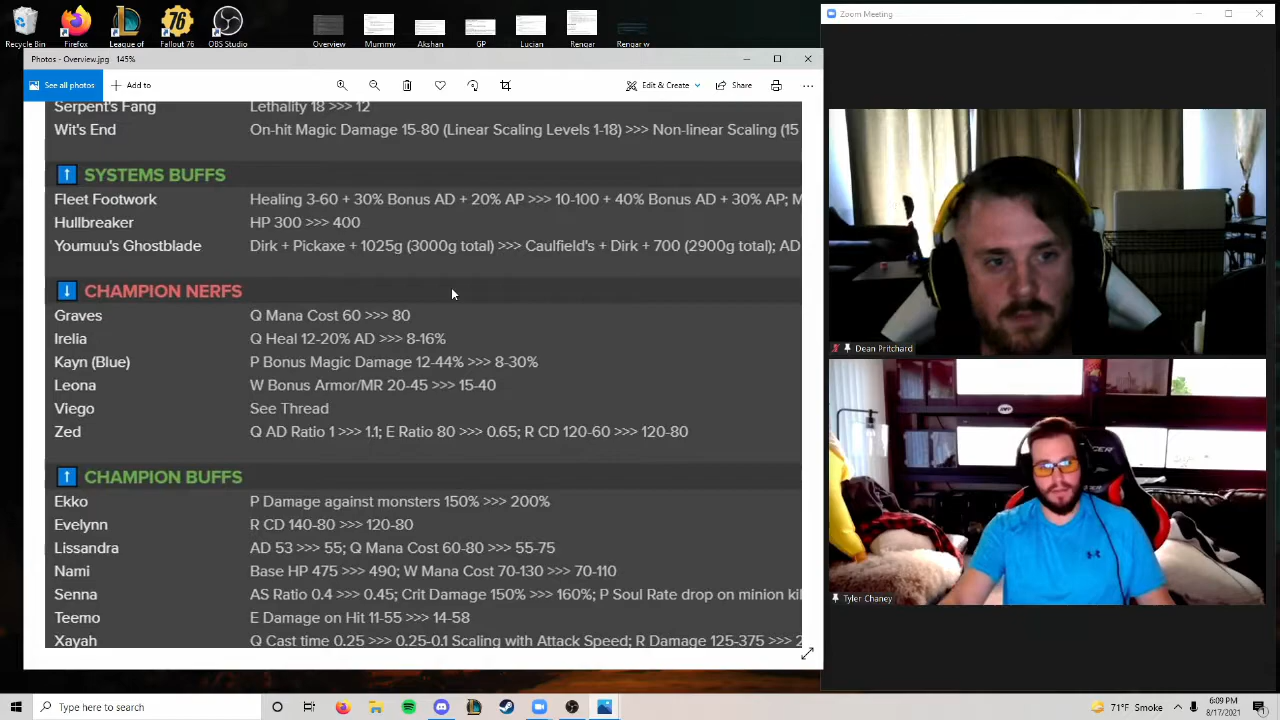 Zoom Meeting
Recycle Bin
Firefox
League of
Fallout 76
OBS Studio
Overview
Mummy
Akshan
GP
Lucian
Rengar
Rengar w
Photos - Overview.jpg 145%
See all photos
Add to
Edit & Create
Share
Serpent's Fang Lethality 18 >>> 12
Wit's End On-hit Magic Damage 15-80 (Linear Scaling Levels 1-18) >>> Non-linear Scaling (15
SYSTEMS BUFFS
Fleet Footwork Healing 3-60 + 30% Bonus AD + 20% AP >>> 10-100 + 40% Bonus AD + 30% AP; M
Hullbreaker HP 300 >>> 400
Youmuu's Ghostblade Dirk + Pickaxe + 1025g (3000g total) >>> Caulfield's + Dirk + 700 (2900g total); AD
CHAMPION NERFS
Graves Q Mana Cost 60 >>> 80
Irelia Q Heal 12-20% AD >>> 8-16%
Kayn (Blue) P Bonus Magic Damage 12-44% >>> 8-30%
Leona W Bonus Armor/MR 20-45 >>> 15-40
Viego See Thread
Zed Q AD Ratio 1 >>> 1.1; E Ratio 80 >>> 0.65; R CD 120-60 >>> 120-80
CHAMPION BUFFS
Ekko P Damage against monsters 150% >>> 200%
Evelynn R CD 140-80 >>> 120-80
Lissandra AD 53 >>> 55; Q Mana Cost 60-80 >>> 55-75
Nami Base HP 475 >>> 490; W Mana Cost 70-130 >>> 70-110
Senna AS Ratio 0.4 >>> 0.45; Crit Damage 150% >>> 160%; P Soul Rate drop on minion kil
Teemo E Damage on Hit 11-55 >>> 14-58
Xayah Q Cast time 0.25 >>> 0.25-0.1 Scaling with Attack Speed; R Damage 125-375 >>> 2
Dean Pritchard
Tyler Chaney
Type here to search
71°F Smoke
6:09 PM
8/17/2021